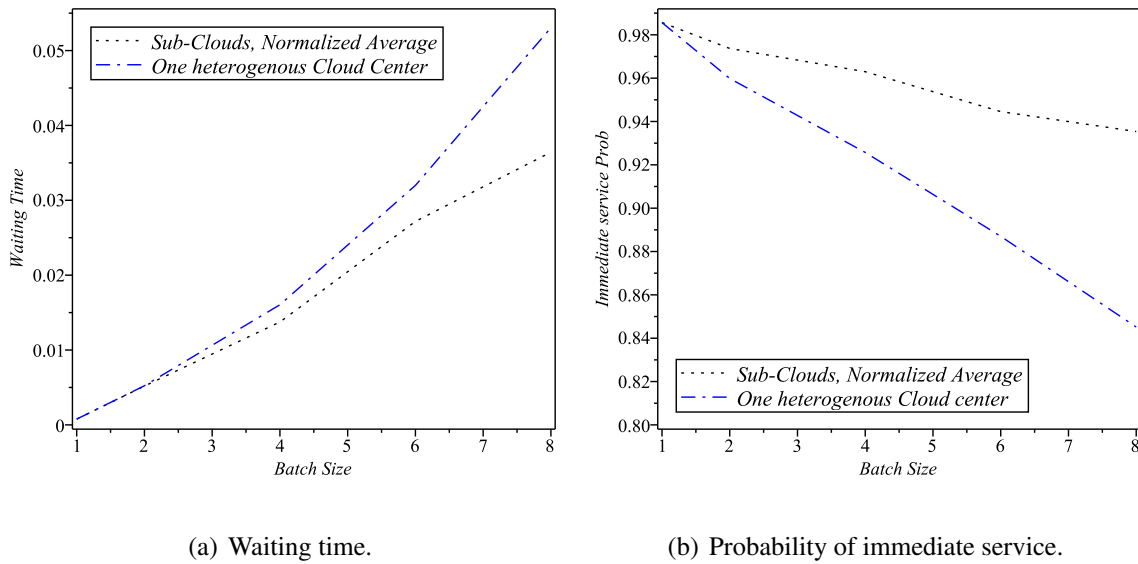 0.05
0.04
0.03
0.02
0.01
0
Waiting Time
Sub-Clouds, Normalized Average
One heterogenous Cloud Center
1 2 3 4 5 6 7 8
Batch Size
(a) Waiting time.
0.98
0.96
0.94
0.92
0.90
0.88
0.86
0.84
0.82
0.80
Immediate service Prob
Sub-Clouds, Normalized Average
One heterogenous Cloud center
1 2 3 4 5 6 7 8
Batch Size
(b) Probability of immediate service.